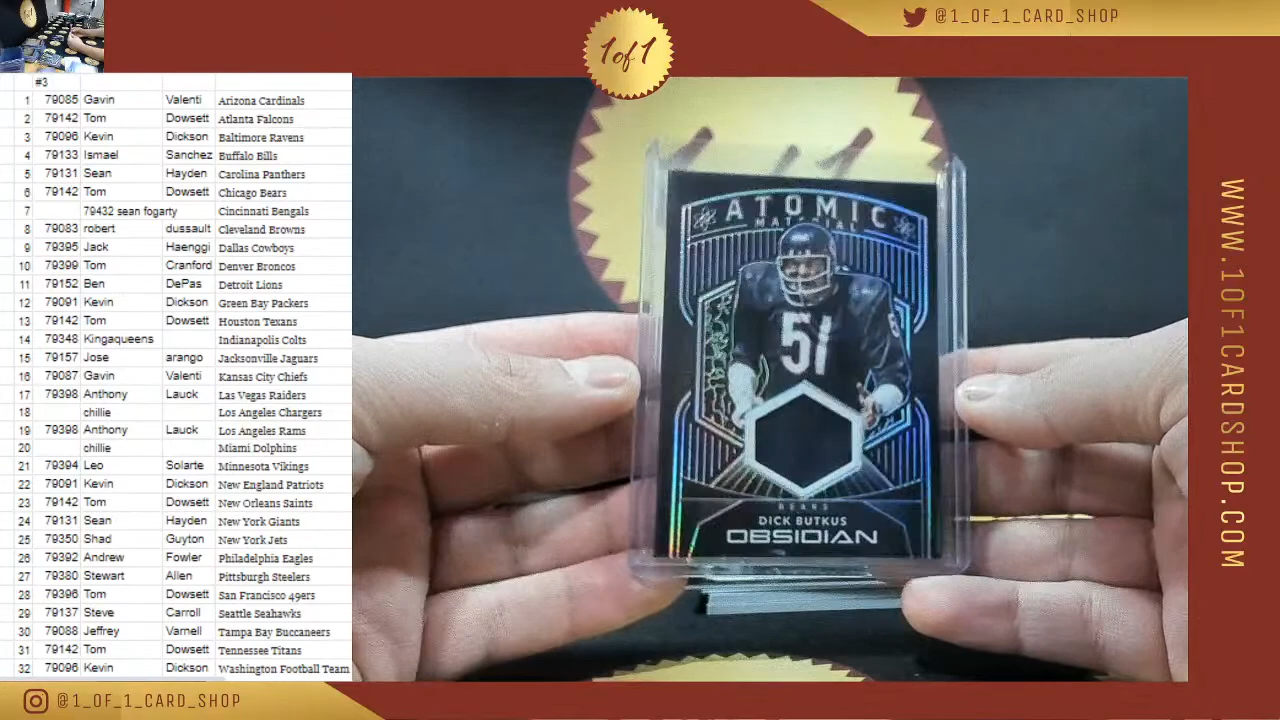 @1_OF_1_CARD_SHOP
1of1
#3
1 79085 Gavin Valenti Arizona Cardinals
2 79142 Tom Dowsett Atlanta Falcons
3 79096 Kevin Dickson Baltimore Ravens
4 79133 Ismael Sanchez Buffalo Bills
5 79131 Sean Hayden Carolina Panthers
6 79142 Tom Dowsett Chicago Bears
7 79432 sean fogarty Cincinnati Bengals
8 79083 robert dussault Cleveland Browns
9 79395 Jack Haenggi Dallas Cowboys
10 79399 Tom Cranford Denver Broncos
11 79152 Ben DePas Detroit Lions
12 79091 Kevin Dickson Green Bay Packers
13 79142 Tom Dowsett Houston Texans
14 79348 Kingaqueens Indianapolis Colts
15 79157 Jose arango Jacksonville Jaguars
16 79087 Gavin Valenti Kansas City Chiefs
17 79398 Anthony Lauck Las Vegas Raiders
18 chillie Los Angeles Chargers
19 79398 Anthony Lauck Los Angeles Rams
20 chillie Miami Dolphins
21 79394 Leo Solarte Minnesota Vikings
22 79091 Kevin Dickson New England Patriots
23 79142 Tom Dowsett New Orleans Saints
24 79131 Sean Hayden New York Giants
25 79350 Shad Guyton New York Jets
26 79392 Andrew Fowler Philadelphia Eagles
27 79380 Stewart Allen Pittsburgh Steelers
28 79396 Tom Dowsett San Francisco 49ers
29 79137 Steve Carroll Seattle Seahawks
30 79088 Jeffrey Varnell Tampa Bay Buccaneers
31 79142 Tom Dowsett Tennessee Titans
32 79096 Kevin Dickson Washington Football Team
ATOMIC
MATERIAL
51
BEARS
DICK BUTKUS
OBSIDIAN
WWW.1OF1CARDSHOP.COM
@1_OF_1_CARD_SHOP